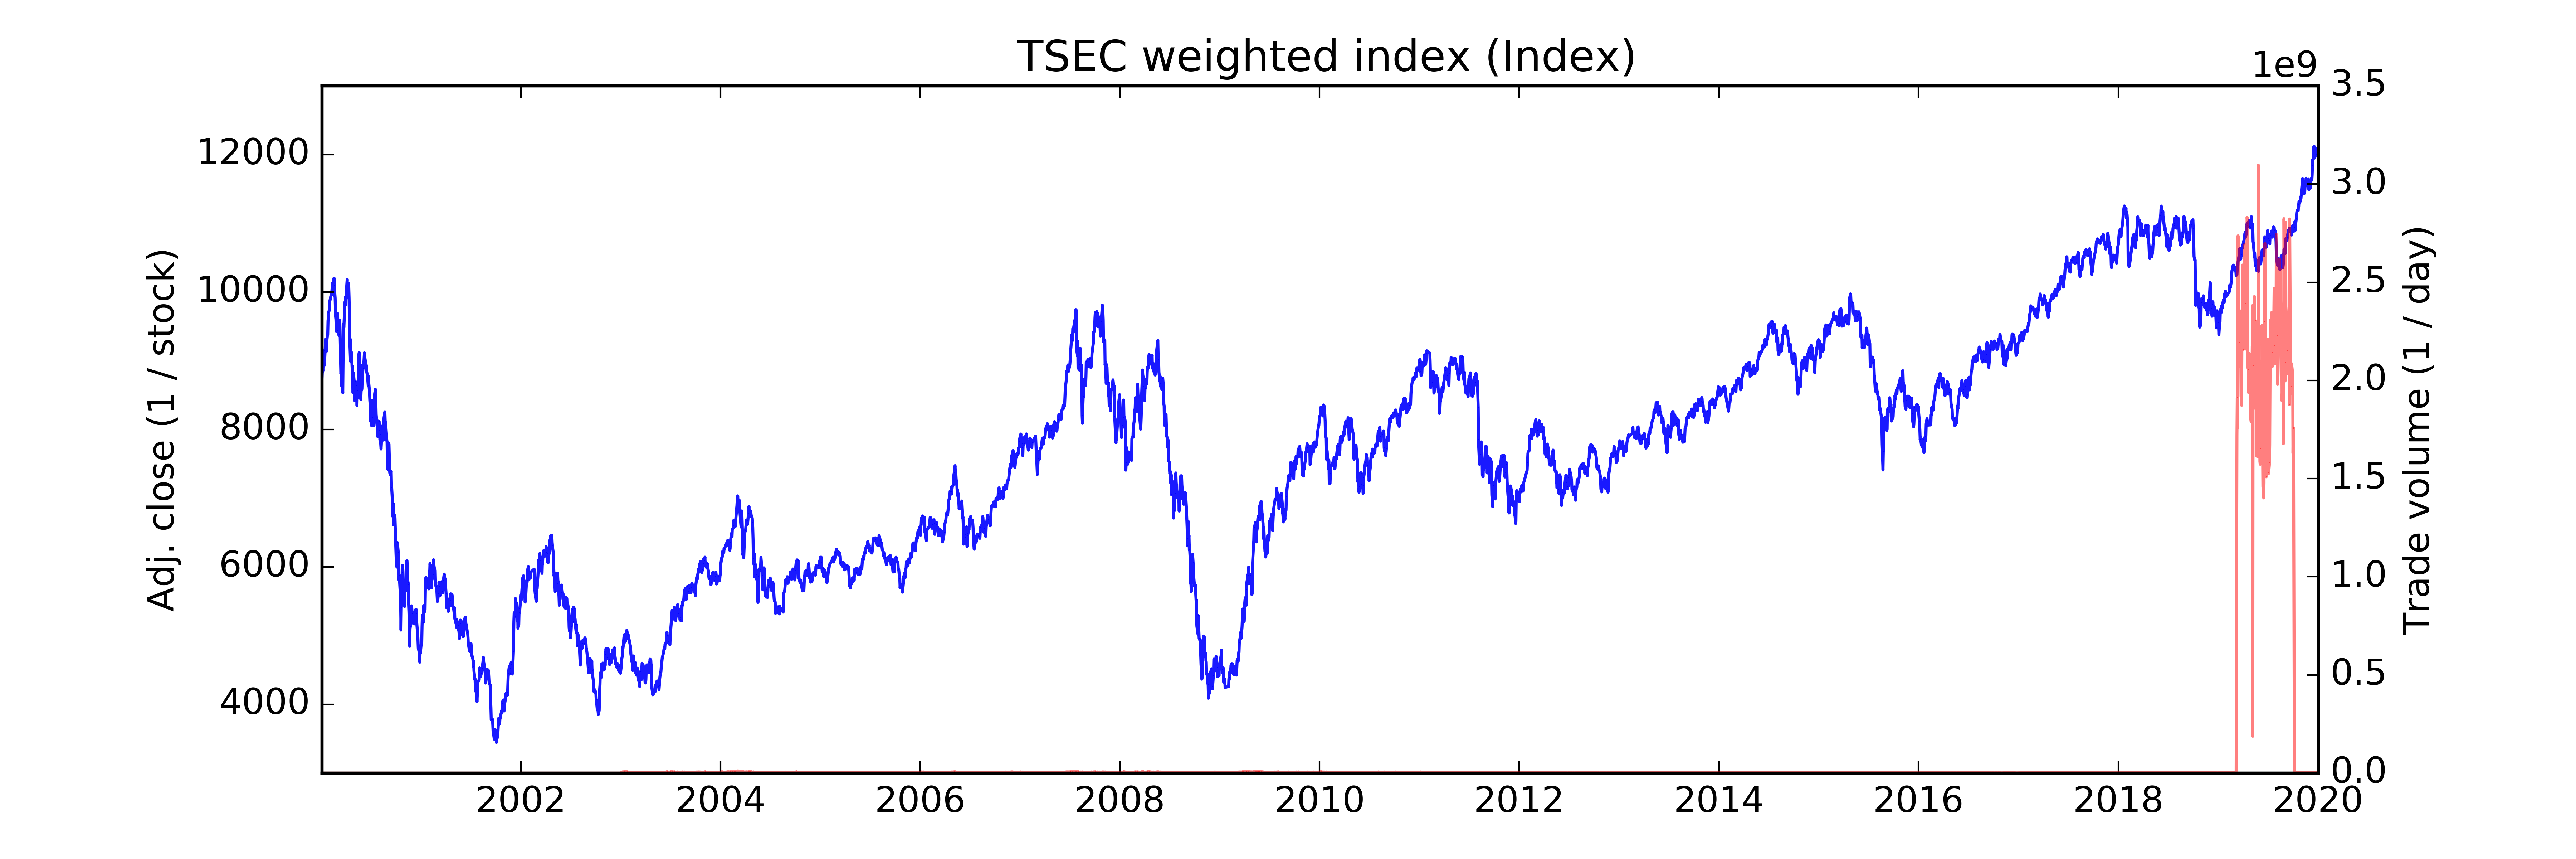 TSEC weighted index (Index)
1e9
Adj. close (1 / stock)
12000
10000
8000
6000
4000
3.5
3.0
2.5
2.0
1.5
1.0
0.5
0.0
Trade volume (1 / day)
2002 2004 2006 2008 2010 2012 2014 2016 2018 2020